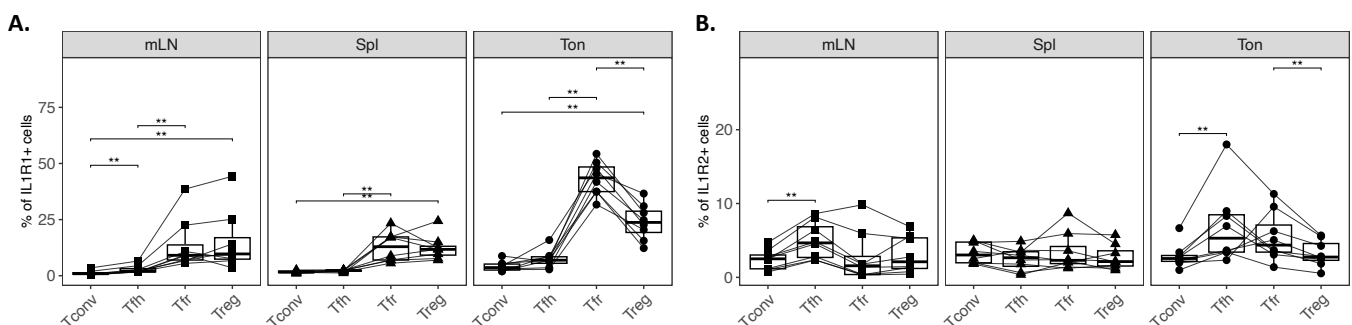 A.
mLN Spl Ton
% of IL1R1+ cells
75
50
25
0
** ** **
** **
** ** **
Tconv Tfh Tfr Treg Tconv Tfh Tfr Treg Tconv Tfh Tfr Treg
B.
mLN Spl Ton
% of IL1R2+ cells
20
10
0
**
** **
Tconv Tfh Tfr Treg Tconv Tfh Tfr Treg Tconv Tfh Tfr Treg